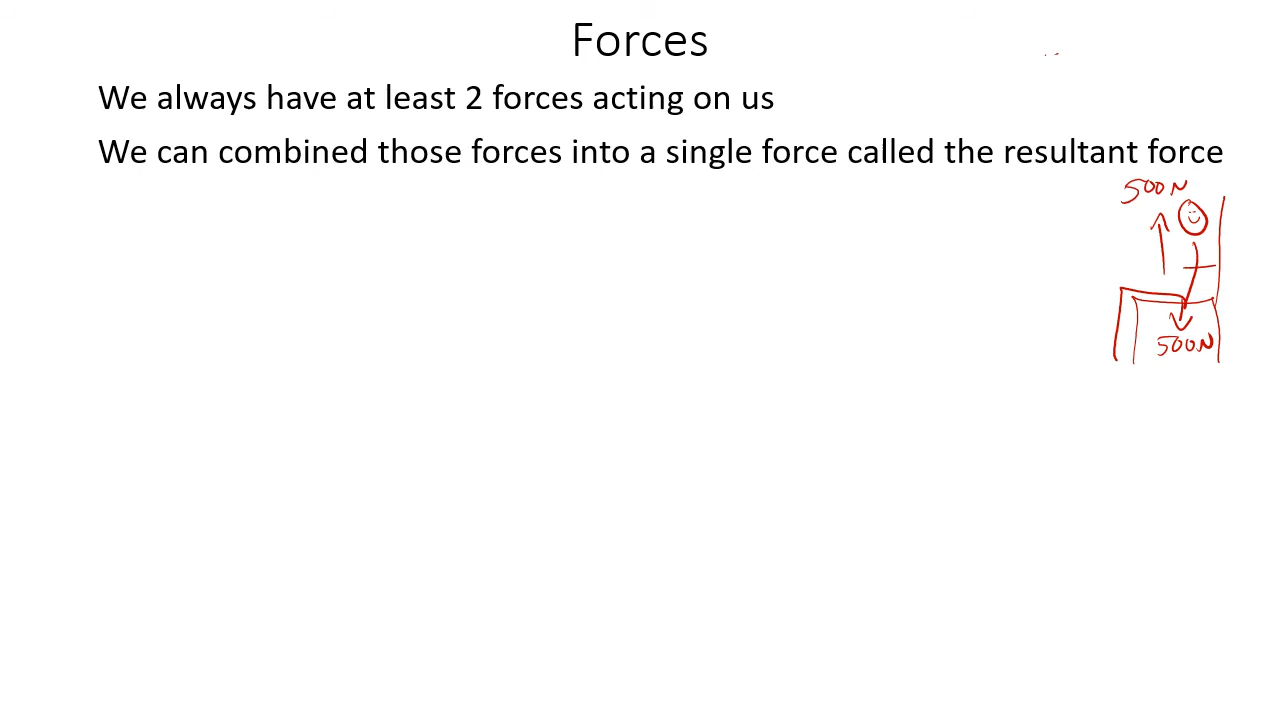 Forces
We always have at least 2 forces acting on us
We can combined those forces into a single force called the resultant force
500N
500N